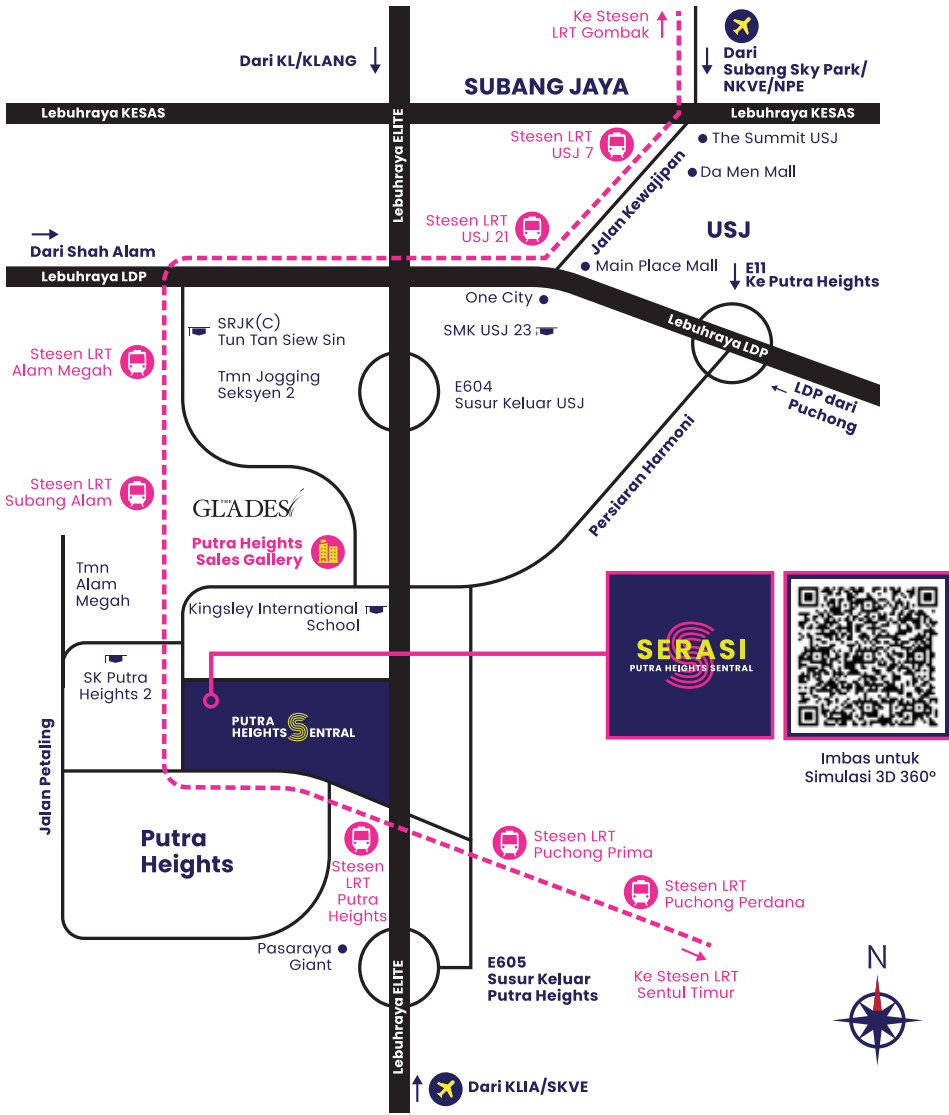 Ke Stesen
LRT Gombak
Dari KL/KLANG
Dari
Subang Sky Park/
NKVE/NPE
SUBANG JAYA
Lebuhraya KESAS
Lebuhraya KESAS
Lebuhraya ELITE
Stesen LRT
USJ 7
The Summit USJ
Da Men Mall
Jalan Kewajipan
Stesen LRT
USJ 21
USJ
Dari Shah Alam
Main Place Mall
E11
Ke Putra Heights
Lebuhraya LDP
One City
SRJK(C)
Tun Tan Siew Sin
SMK USJ 23
Lebuhraya LDP
Stesen LRT
Alam Megah
Tmn Jogging
Seksyen 2
E604
Susur Keluar USJ
LDP dari
Puchong
Persiaran Harmoni
Stesen LRT
Subang Alam
THE
GLADES
Putra Heights
Sales Gallery
Tmn
Alam
Megah
Kingsley International
School
SERASI
PUTRA HEIGHTS SENTRAL
SK Putra
Heights 2
PUTRA
HEIGHTS SENTRAL
Imbas untuk
Simulasi 3D 360°
Jalan Petaling
Putra
Heights
Stesen
LRT
Putra
Heights
Stesen LRT
Puchong Prima
Stesen LRT
Puchong Perdana
Pasaraya
Giant
E605
Susur Keluar
Putra Heights
Ke Stesen LRT
Sentul Timur
N
Lebuhraya ELITE
Dari KLIA/SKVE